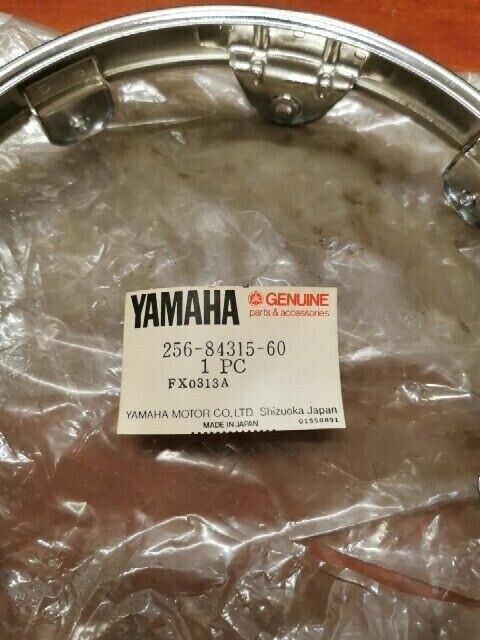 YAMAHA GENUINE
parts & accessories
256-84315-60
1 PC
FX0313A
YAMAHA MOTOR CO., LTD. Shizuoka Japan
MADE IN JAPAN 01550891